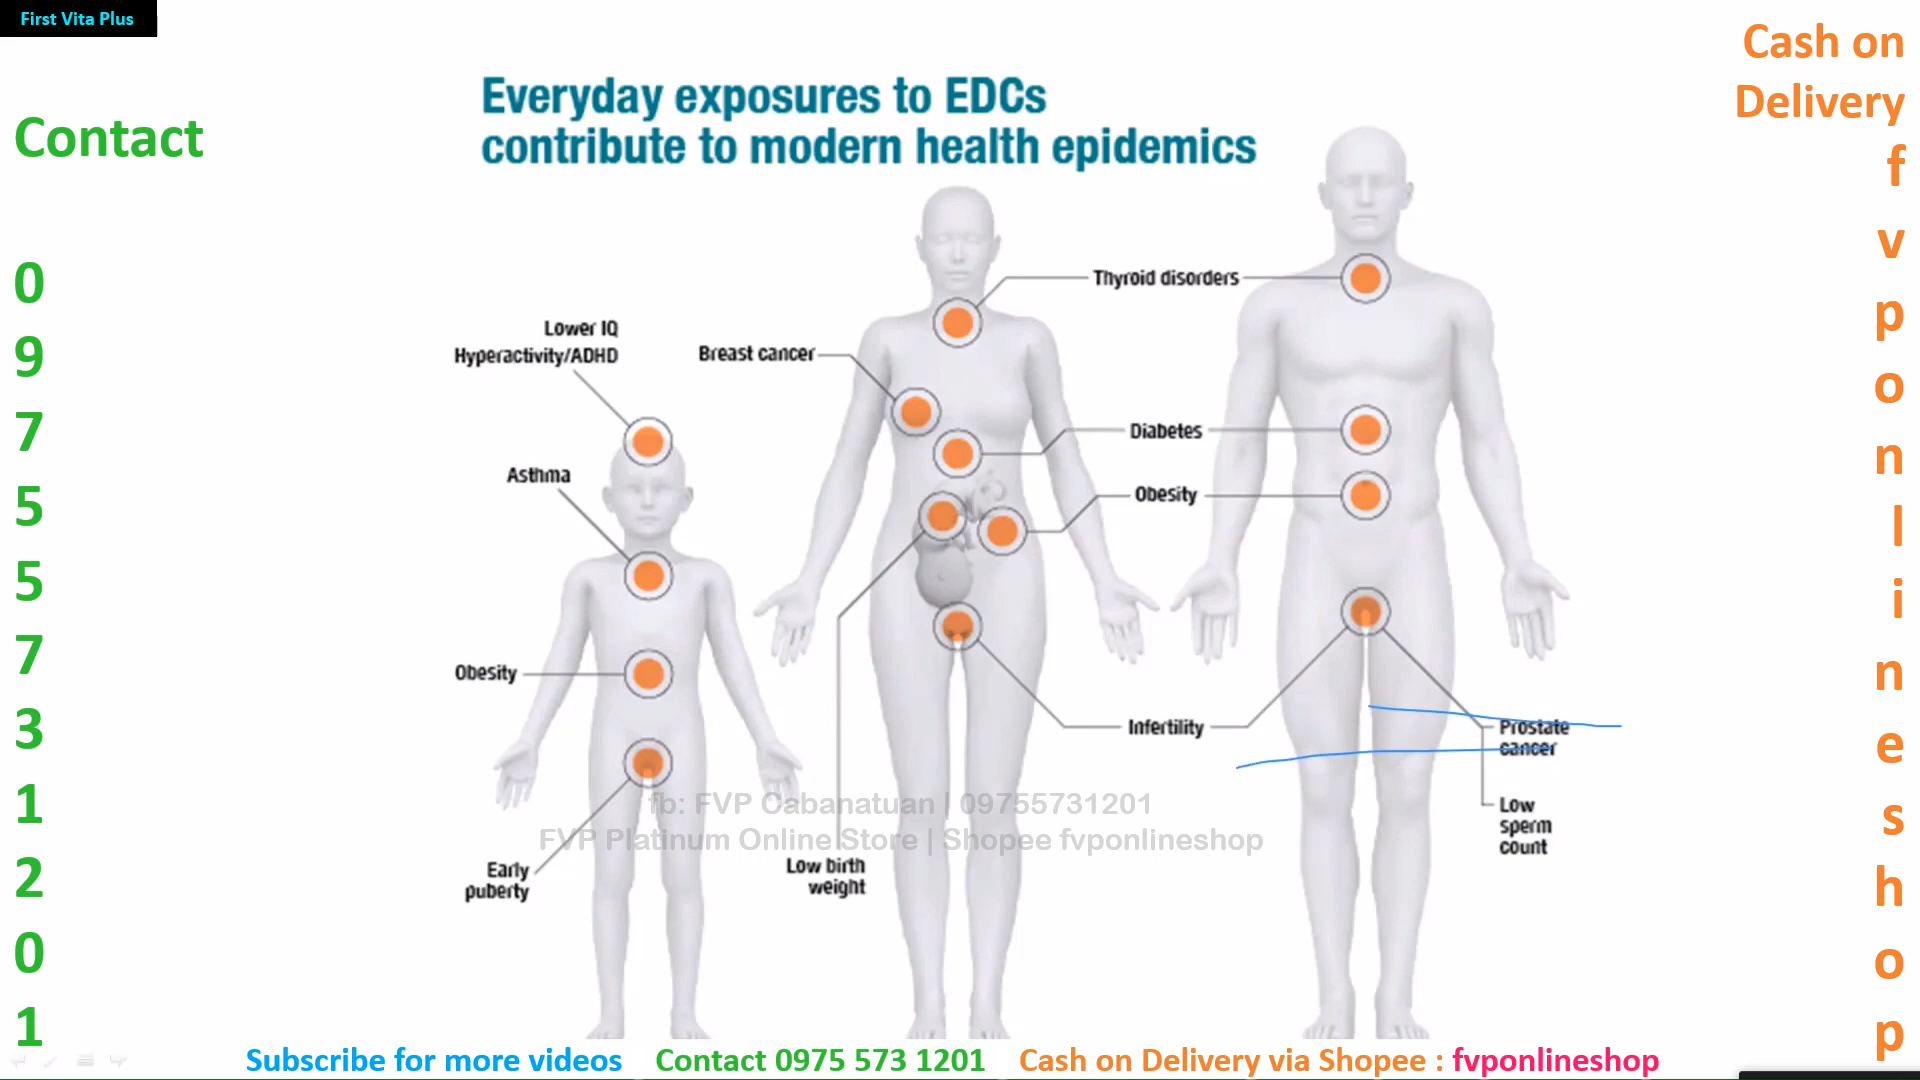 First Vita Plus
Contact
0
9
7
5
5
7
3
1
2
0
1
Everyday exposures to EDCs
contribute to modern health epidemics
Cash on
Delivery
f
v
p
o
n
l
i
n
e
s
h
o
p
Lower IQ
Hyperactivity/ADHD
Asthma
Obesity
Early
puberty
Breast cancer
Thyroid disorders
Diabetes
Obesity
Infertility
Low birth
weight
Prostate
cancer
Low
sperm
count
fb: FVP Cabanatuan | 09755731201
FVP Platinum Online Store | Shopee fvponlineshop
Subscribe for more videos Contact 0975 573 1201 Cash on Delivery via Shopee : fvponlineshop